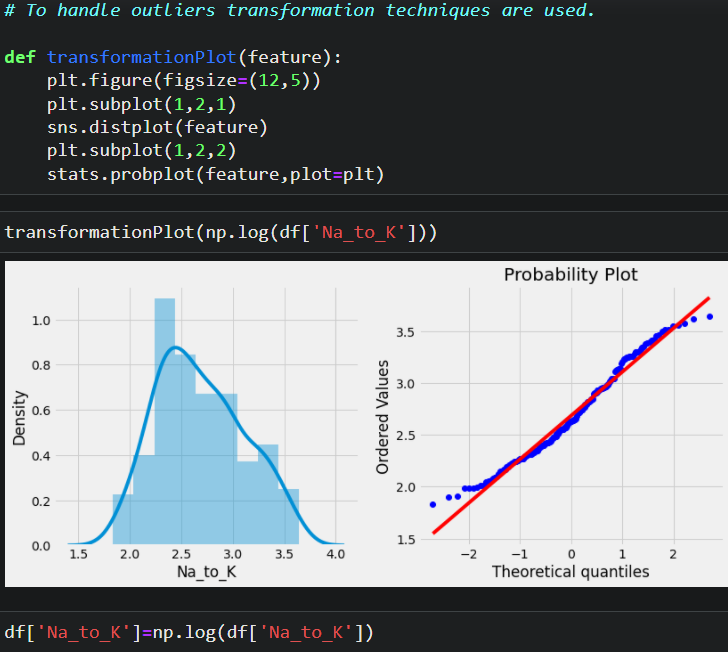 # To handle outliers transformation techniques are used.
def transformationPlot(feature):
    plt.figure(figsize=(12,5))
    plt.subplot(1,2,1)
    sns.distplot(feature)
    plt.subplot(1,2,2)
    stats.probplot(feature,plot=plt)
transformationPlot(np.log(df['Na_to_K']))
Density
1.0
0.8
0.6
0.4
0.2
0.0
1.5 2.0 2.5 3.0 3.5 4.0
Na_to_K
Probability Plot
Ordered Values
3.5
3.0
2.5
2.0
1.5
−2 −1 0 1 2
Theoretical quantiles
df['Na_to_K']=np.log(df['Na_to_K'])